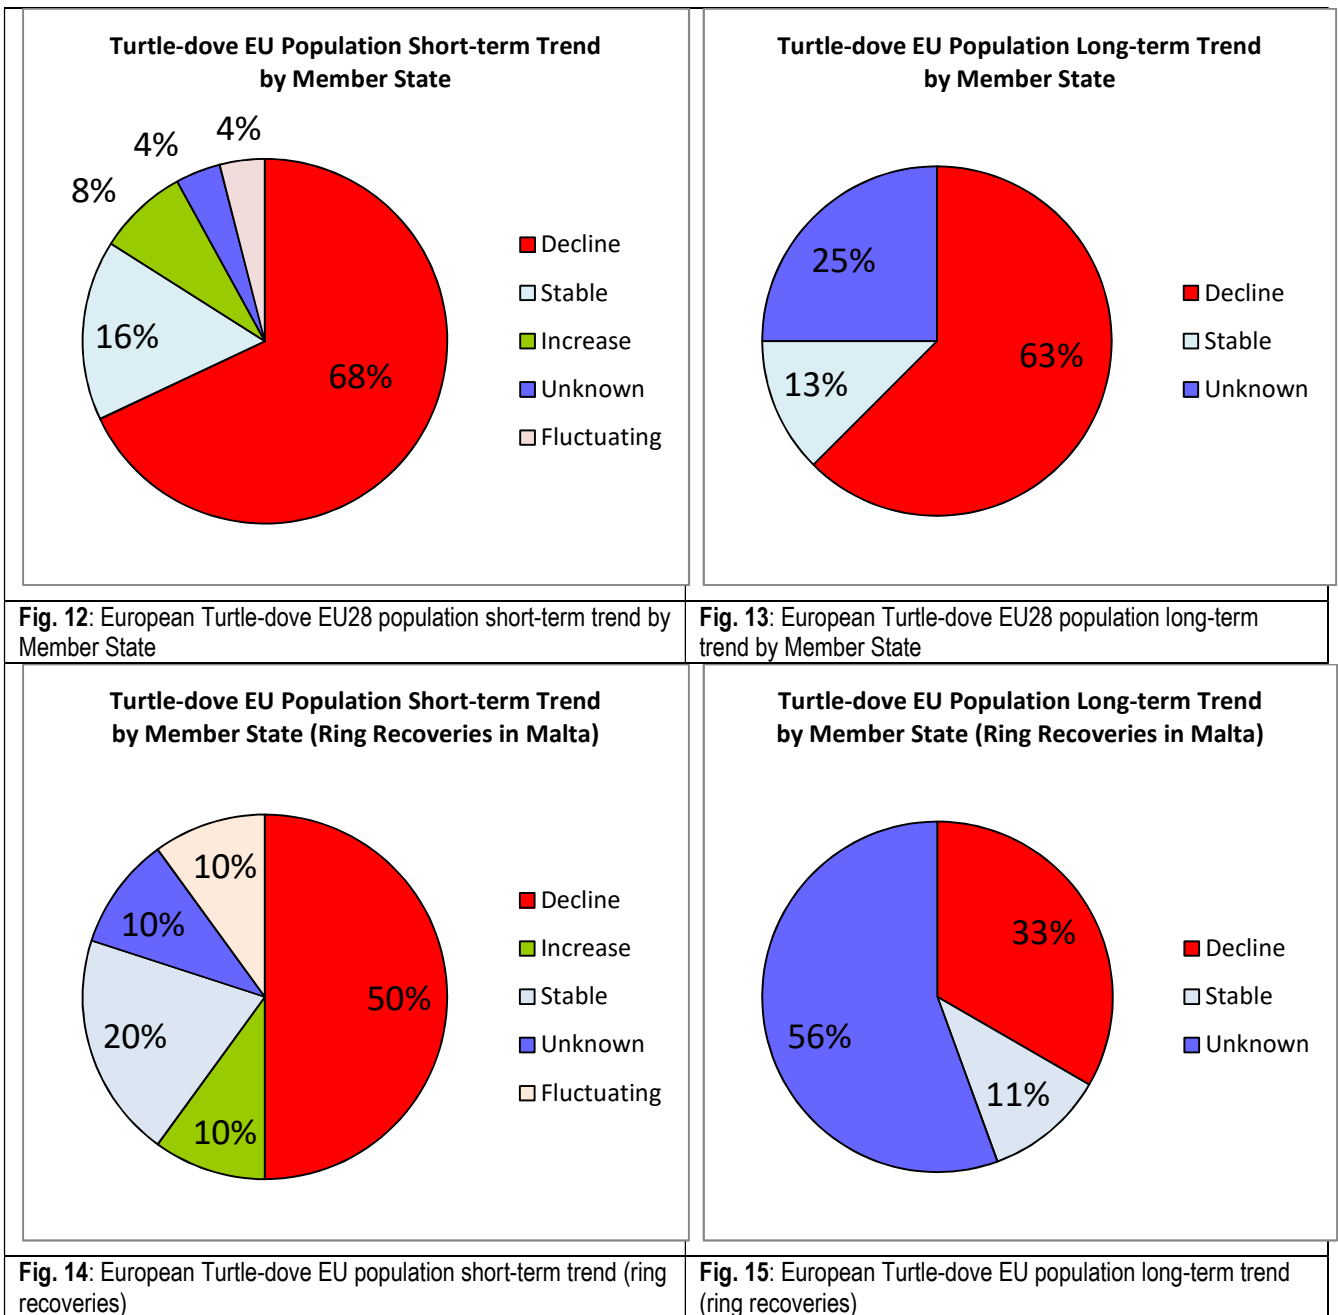 Turtle-dove EU Population Short-term Trend
by Member State
4%
4%
8%
16%
68%
Decline
Stable
Increase
Unknown
Fluctuating
Turtle-dove EU Population Long-term Trend
by Member State
25%
13%
63%
Decline
Stable
Unknown
Fig. 12: European Turtle-dove EU28 population short-term trend by
Member State
Fig. 13: European Turtle-dove EU28 population long-term
trend by Member State
Turtle-dove EU Population Short-term Trend
by Member State (Ring Recoveries in Malta)
10%
10%
20%
10%
50%
Decline
Increase
Stable
Unknown
Fluctuating
Turtle-dove EU Population Long-term Trend
by Member State (Ring Recoveries in Malta)
33%
56%
11%
Decline
Stable
Unknown
Fig. 14: European Turtle-dove EU population short-term trend (ring
recoveries)
Fig. 15: European Turtle-dove EU population long-term trend
(ring recoveries)